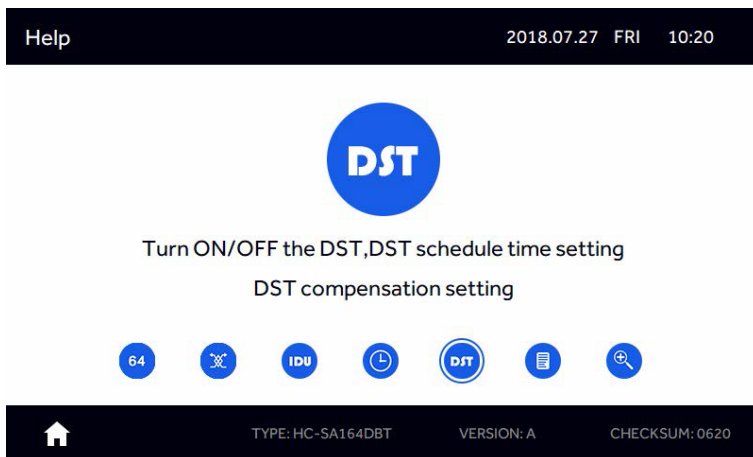 Help 2018.07.27 FRI 10:20
DST
Turn ON/OFF the DST,DST schedule time setting
DST compensation setting
64 IDU DST
TYPE: HC-SA164DBT VERSION: A CHECKSUM: 0620